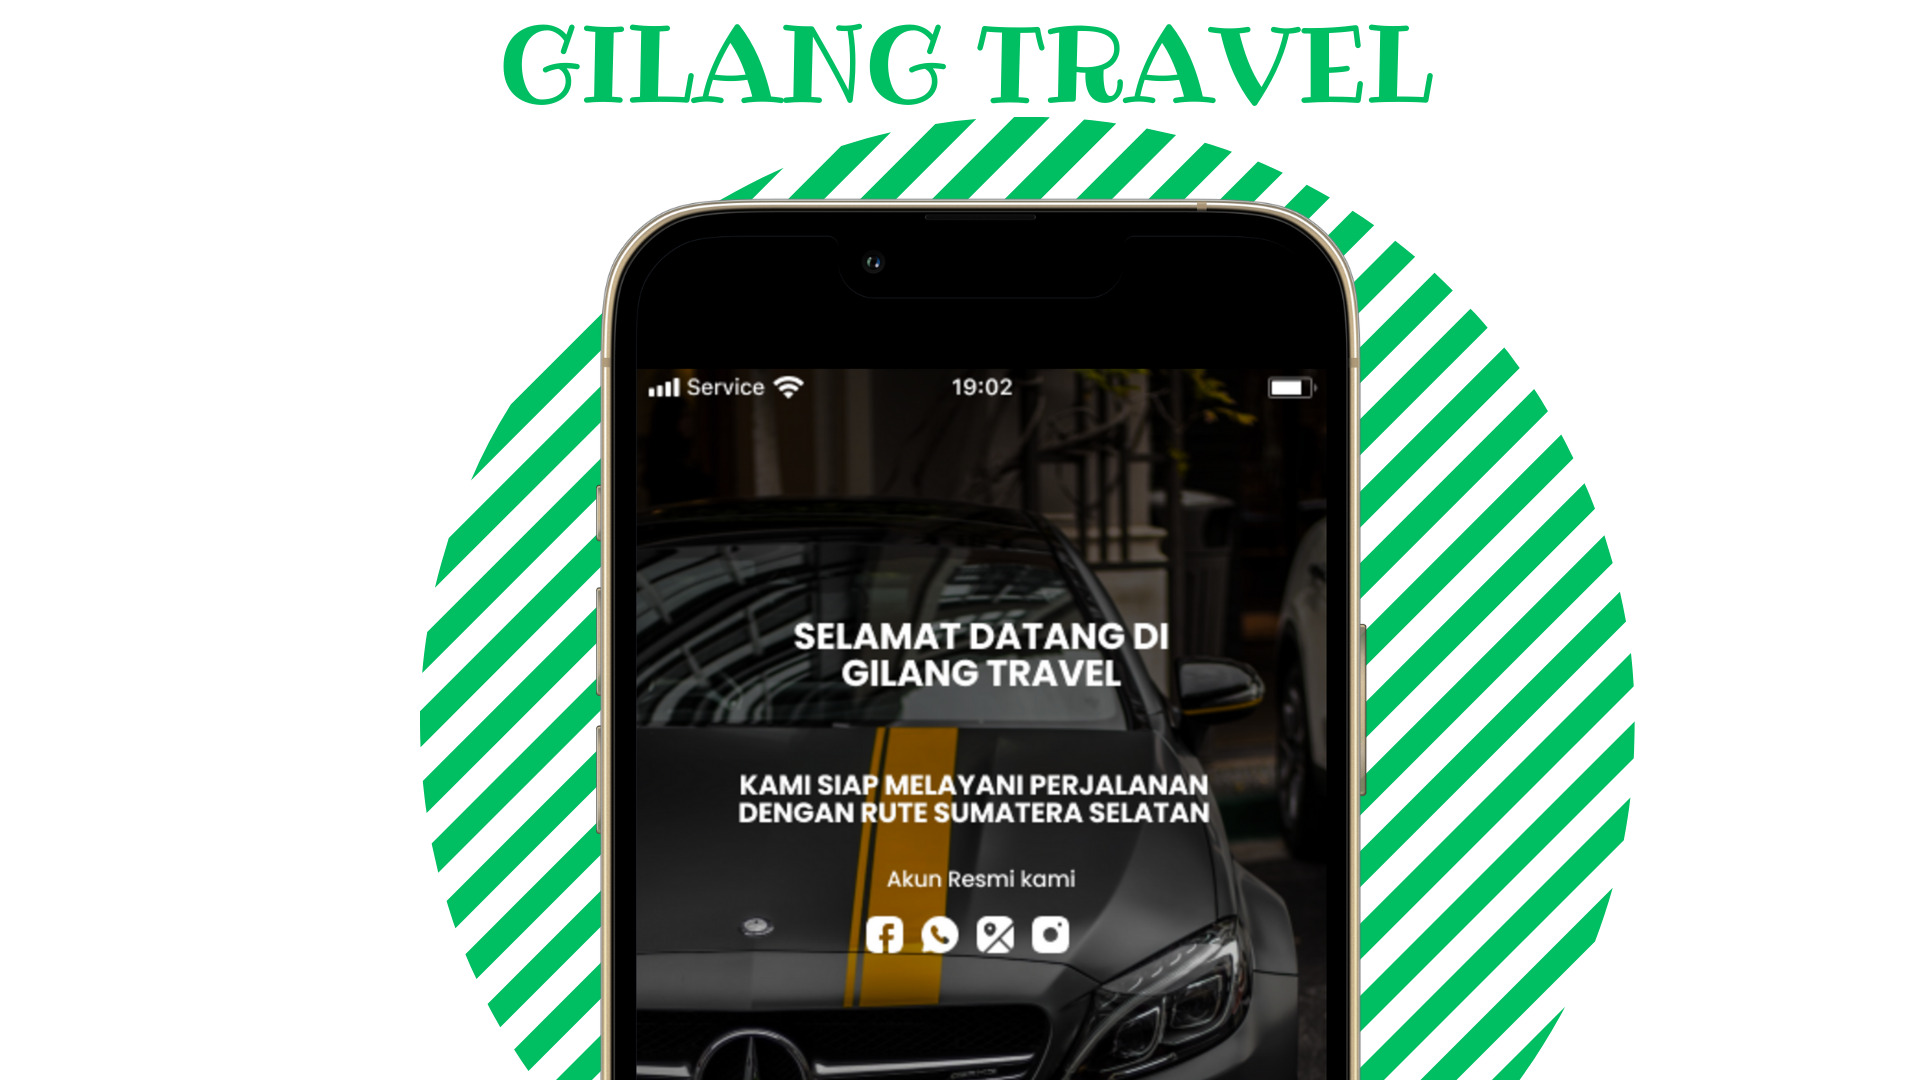 GILANG TRAVEL
Service 19:02
SELAMAT DATANG DI
GILANG TRAVEL
KAMI SIAP MELAYANI PERJALANAN
DENGAN RUTE SUMATERA SELATAN
Akun Resmi kami